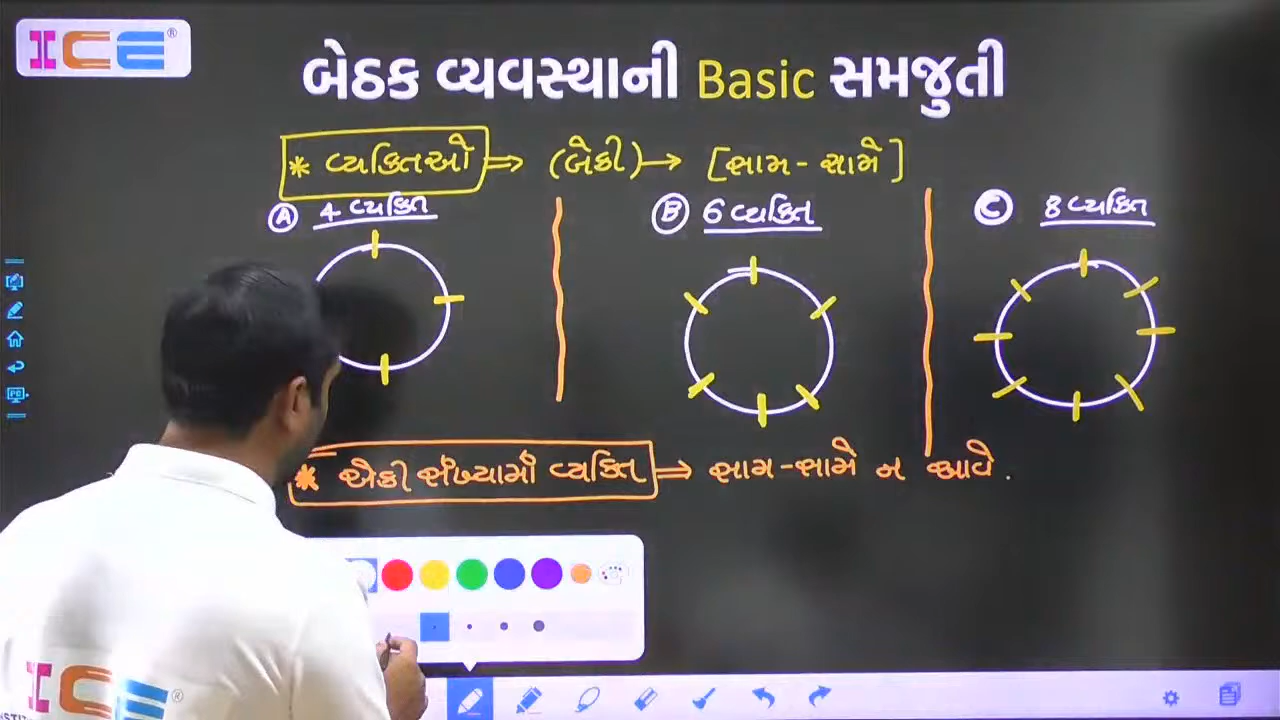 ICE®
બેઠક વ્યવસ્થાની Basic સમજુતી
* વ્યક્તિઓ ⇒ (બેકી) → [સામ - સામે]
A 4 વ્યક્તિ
B 6 વ્યક્તિ
C 8 વ્યક્તિ
* એકી સંખ્યામાં વ્યક્તિ ⇒ સામ-સામે ન આવે.
ICE®